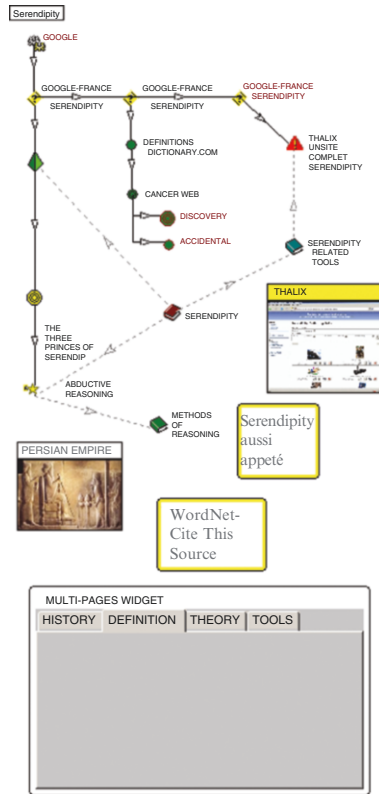 Serendipity
GOOGLE
GOOGLE-FRANCE
SERENDIPITY
GOOGLE-FRANCE
SERENDIPITY
GOOGLE-FRANCE
SERENDIPITY
THALIX
UNSITE
COMPLET
SERENDIPITY
DEFINITIONS
DICTIONARY.COM
CANCER WEB
DISCOVERY
ACCIDENTAL
SERENDIPITY
RELATED
TOOLS
SERENDIPITY
THALIX
THE
THREE
PRINCES OF
SERENDIP
ABDUCTIVE
REASONING
METHODS
OF
REASONING
Serendipity
aussi
appeté
PERSIAN EMPIRE
WordNet-
Cite This
Source
MULTI-PAGES WIDGET
HISTORY DEFINITION THEORY TOOLS